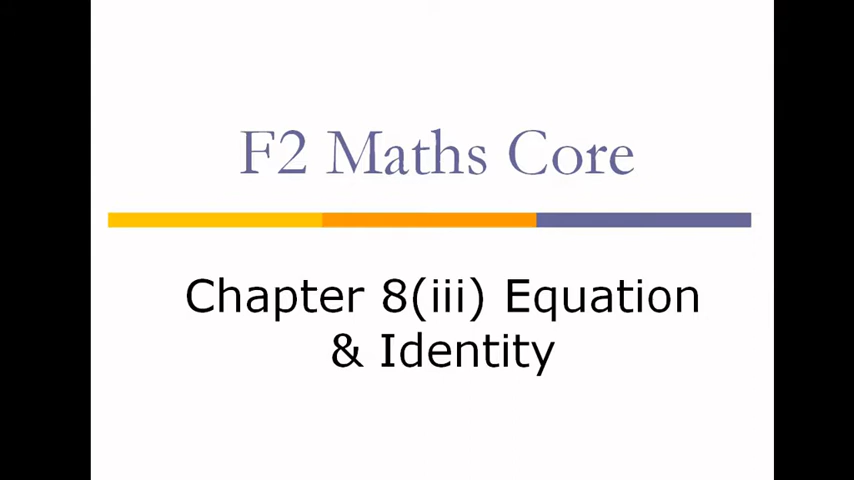 F2 Maths Core
Chapter 8(iii) Equation
& Identity